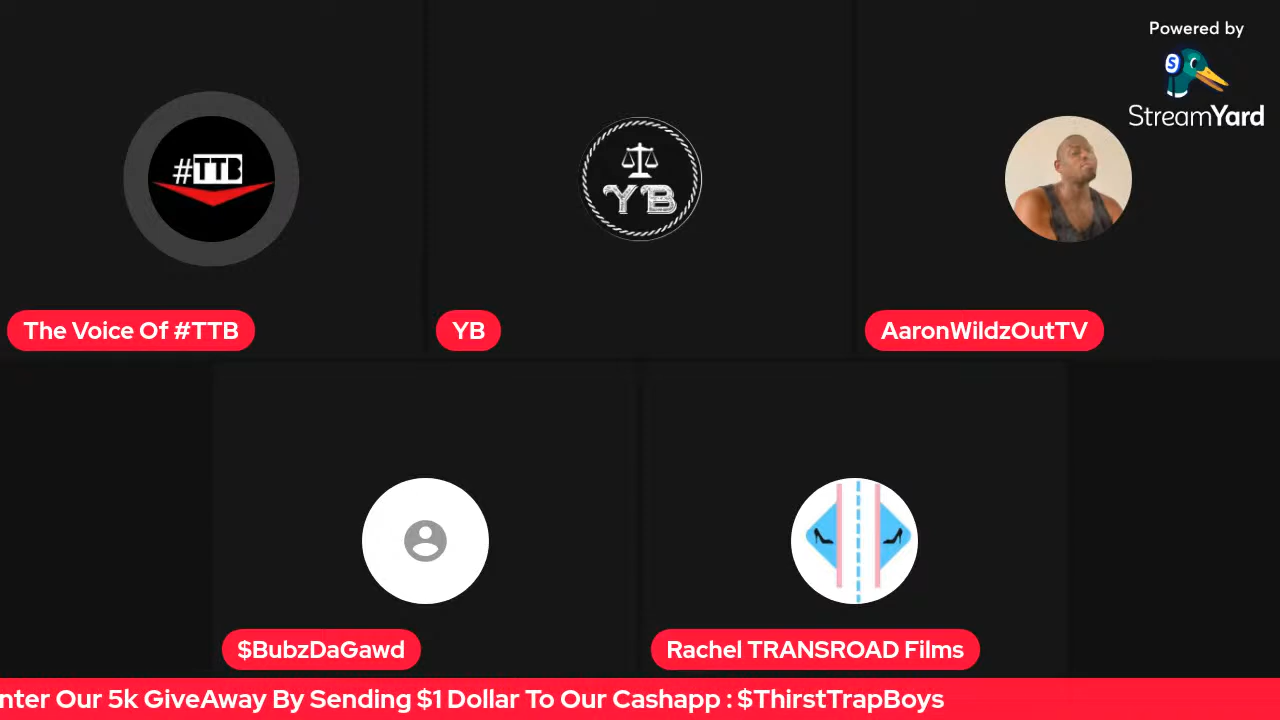 Powered by
S
StreamYard
#TTB
YB
The Voice Of #TTB
YB
AaronWildzOutTV
$BubzDaGawd
Rachel TRANSROAD Films
nter Our 5k GiveAway By Sending $1 Dollar To Our Cashapp : $ThirstTrapBoys